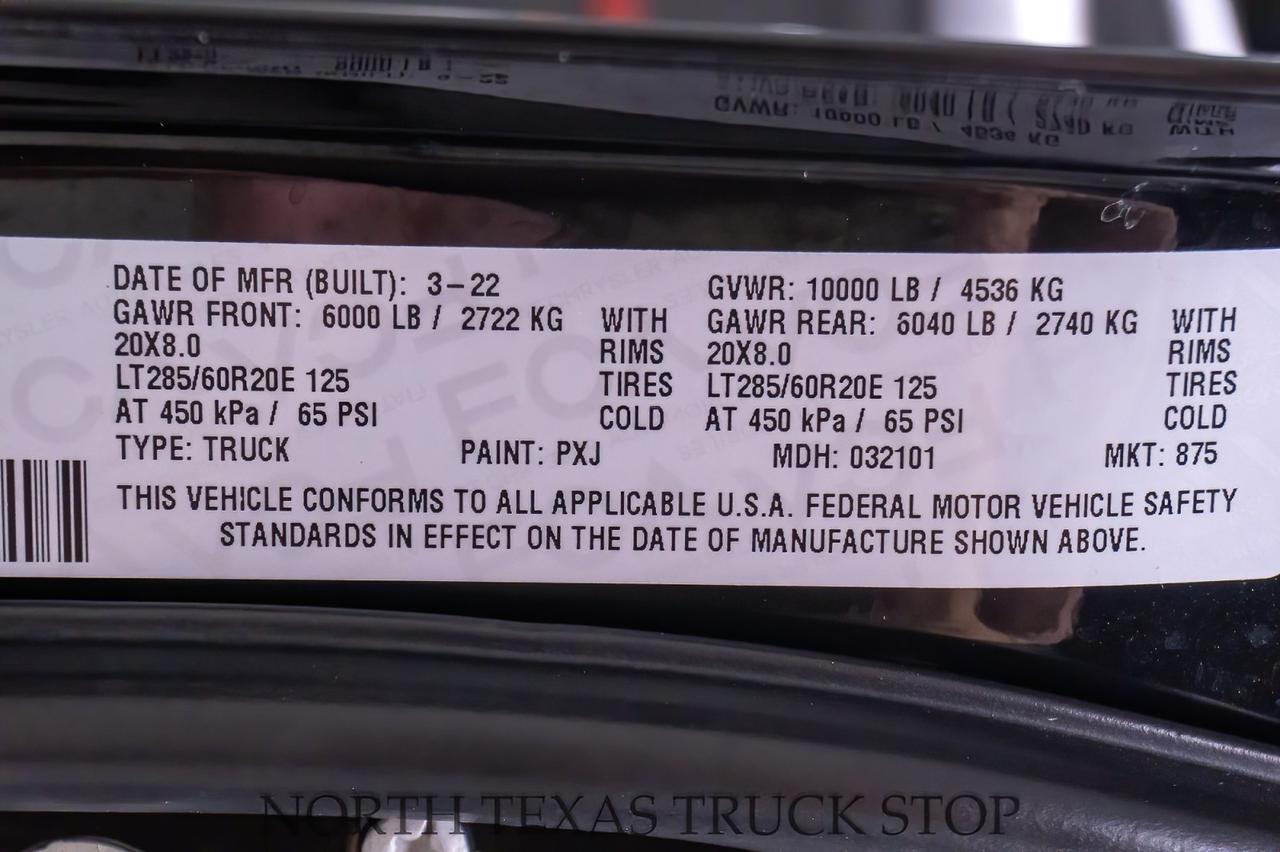 DATE OF MFR (BUILT): 3-22 GVWR: 10000 LB / 4536 KG
GAWR FRONT: 6000 LB / 2722 KG WITH GAWR REAR: 6040 LB / 2740 KG WITH
20X8.0 RIMS 20X8.0 RIMS
LT285/60R20E 125 TIRES LT285/60R20E 125 TIRES
AT 450 kPa / 65 PSI COLD AT 450 kPa / 65 PSI COLD
TYPE: TRUCK PAINT: PXJ MDH: 032101 MKT: 875
THIS VEHICLE CONFORMS TO ALL APPLICABLE U.S.A. FEDERAL MOTOR VEHICLE SAFETY
STANDARDS IN EFFECT ON THE DATE OF MANUFACTURE SHOWN ABOVE.
NORTH TEXAS TRUCK STOP